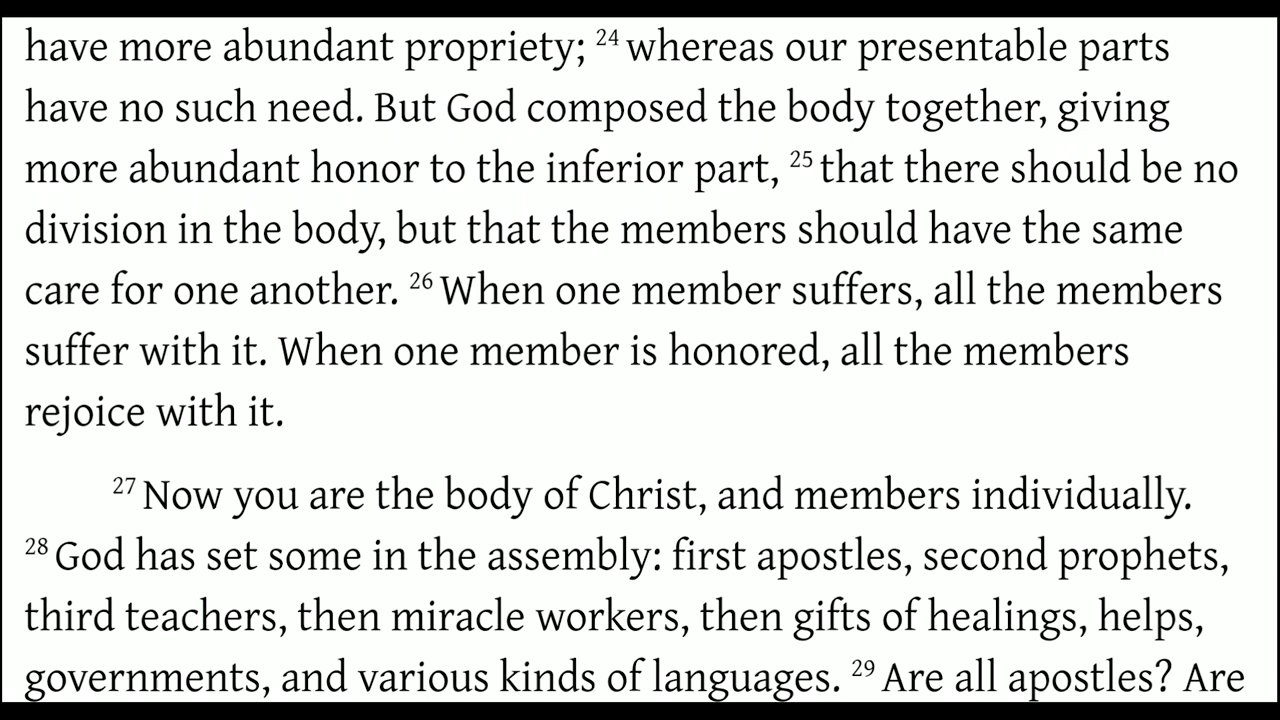 have more abundant propriety; 24 whereas our presentable parts
have no such need. But God composed the body together, giving
more abundant honor to the inferior part, 25 that there should be no
division in the body, but that the members should have the same
care for one another. 26 When one member suffers, all the members
suffer with it. When one member is honored, all the members
rejoice with it.
27 Now you are the body of Christ, and members individually.
28 God has set some in the assembly: first apostles, second prophets,
third teachers, then miracle workers, then gifts of healings, helps,
governments, and various kinds of languages. 29 Are all apostles? Are